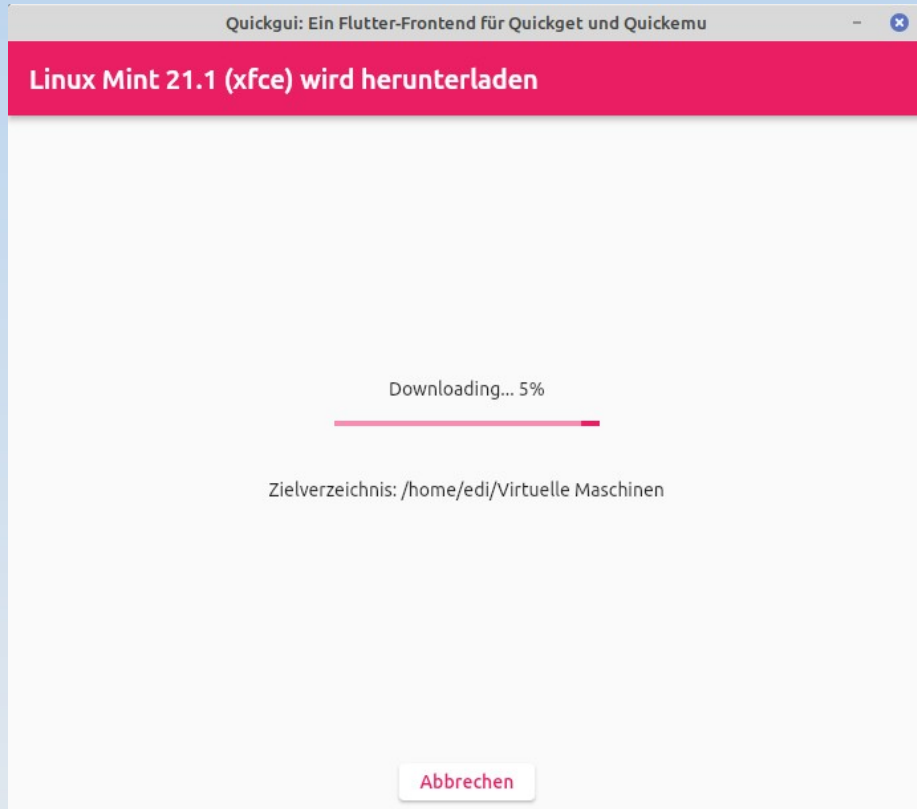 Quickgui: Ein Flutter-Frontend für Quickget und Quickemu
Linux Mint 21.1 (xfce) wird herunterladen
Downloading... 5%
Zielverzeichnis: /home/edi/Virtuelle Maschinen
Abbrechen